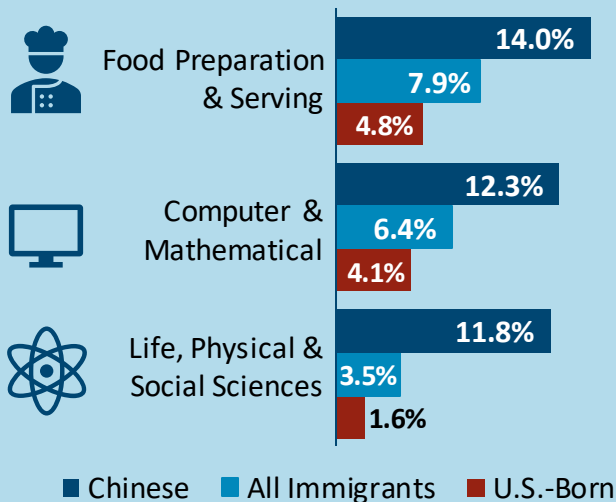 Food Preparation
& Serving
14.0%
7.9%
4.8%
Computer &
Mathematical
12.3%
6.4%
4.1%
Life, Physical &
Social Sciences
11.8%
3.5%
1.6%
Chinese All Immigrants U.S.-Born